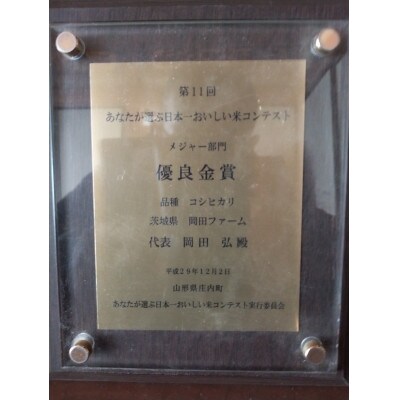 第11回
あなたが選ぶ日本一おいしい米コンテスト
メジャー部門
優良金賞
品種 コシヒカリ
茨城県 岡田ファーム
代表 岡田 弘殿
平成29年12月2日
山形県庄内町
あなたが選ぶ日本一おいしい米コンテスト実行委員会